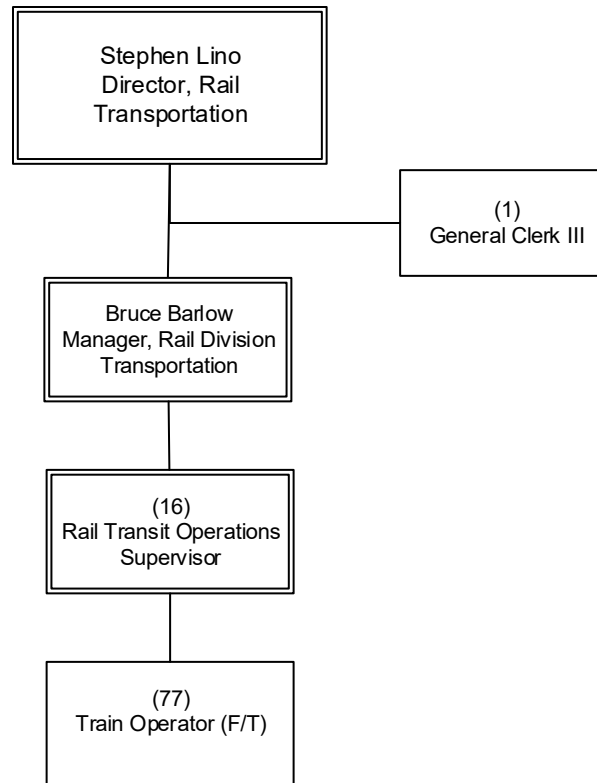 Stephen Lino
Director, Rail
Transportation
(1)
General Clerk III
Bruce Barlow
Manager, Rail Division
Transportation
(16)
Rail Transit Operations
Supervisor
(77)
Train Operator (F/T)